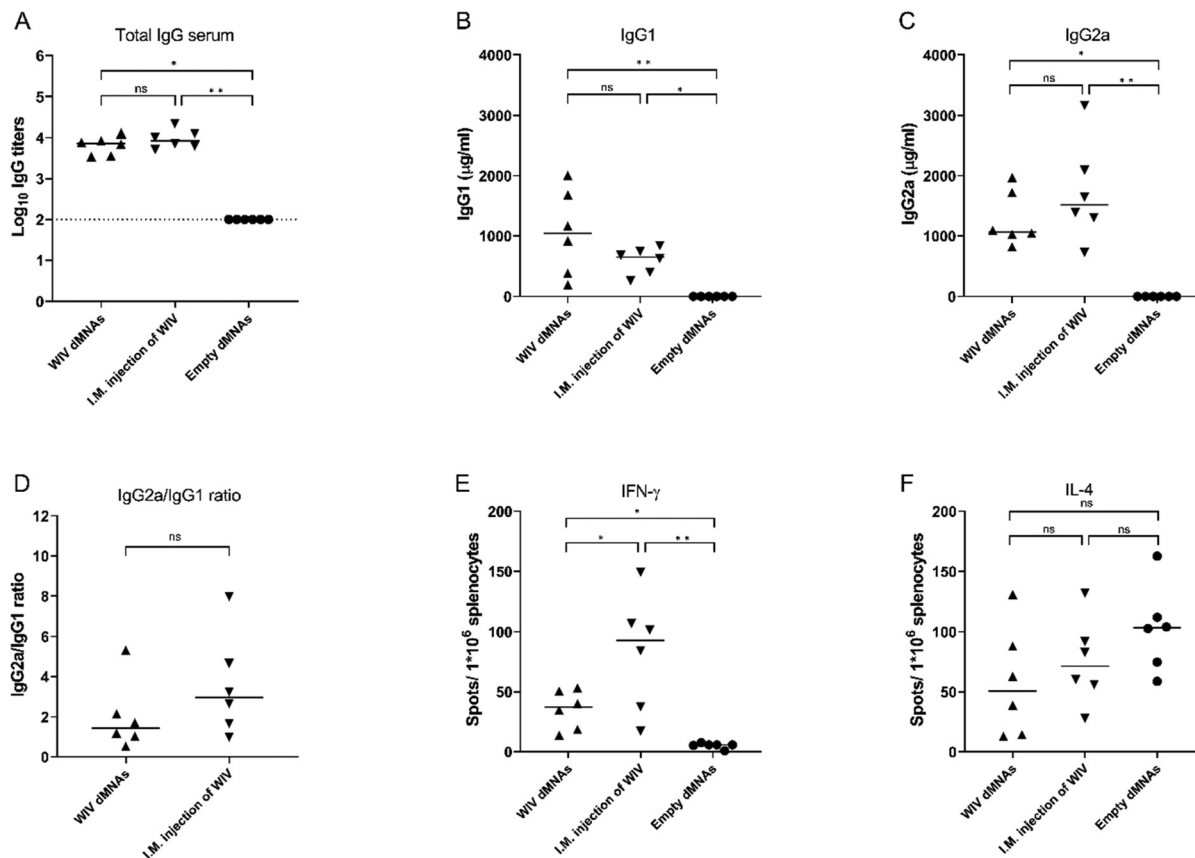 A
Total IgG serum
Log10 IgG titers
6
5
4
3
2
1
0
*
ns
**
WIV dMNAs
I.M. injection of WIV
Empty dMNAs
B
IgG1
IgG1 (µg/ml)
4000
3000
2000
1000
0
**
ns
*
WIV dMNAs
I.M. injection of WIV
Empty dMNAs
C
IgG2a
IgG2a (µg/ml)
4000
3000
2000
1000
0
*
ns
**
WIV dMNAs
I.M. injection of WIV
Empty dMNAs
D
IgG2a/IgG1 ratio
IgG2a/IgG1 ratio
12
10
8
6
4
2
0
ns
WIV dMNAs
I.M. injection of WIV
E
IFN-γ
Spots/ 1*10⁶ splenocytes
200
150
100
50
0
*
*
**
WIV dMNAs
I.M. injection of WIV
Empty dMNAs
F
IL-4
Spots/ 1*10⁶ splenocytes
200
150
100
50
0
ns
ns
ns
WIV dMNAs
I.M. injection of WIV
Empty dMNAs